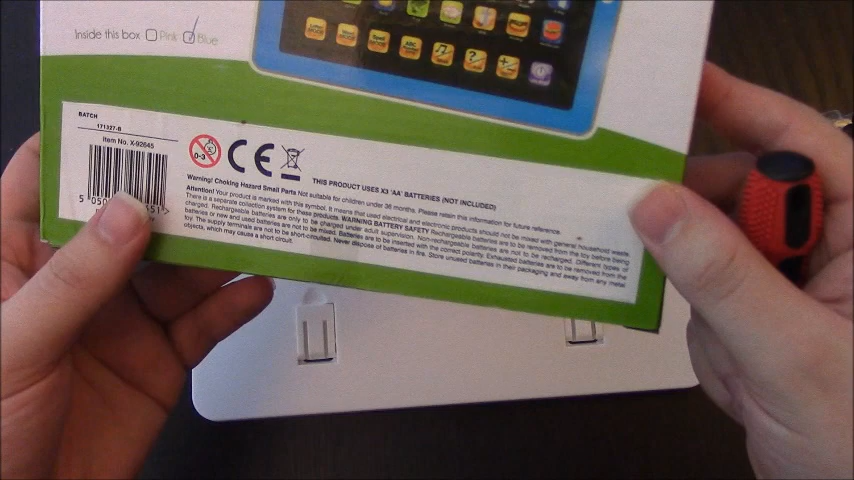 Inside this box Pink Blue
BATCH
171327-B
Item No. X-92645
0-3
CE
THIS PRODUCT USES X3 'AA' BATTERIES (NOT INCLUDED)
Warning! Choking Hazard Small Parts Not suitable for children under 36 months. Please retain this information for future reference.
Attention! Your product is marked with this symbol. It means that used electrical and electronic products should not be mixed with general household waste.
There is a separate collection system for these products. WARNING BATTERY SAFETY Rechargeable batteries are to be removed from the toy before being
charged. Rechargeable batteries are only to be charged under adult supervision. Non-rechargeable batteries are not to be recharged. Different types of
batteries or new and used batteries are not to be mixed. Batteries are to be inserted with the correct polarity. Exhausted batteries are to be removed from the
toy. The supply terminals are not to be short-circuited. Never dispose of batteries in fire. Store unused batteries in their packaging and away from any metal
objects, which may cause a short circuit.